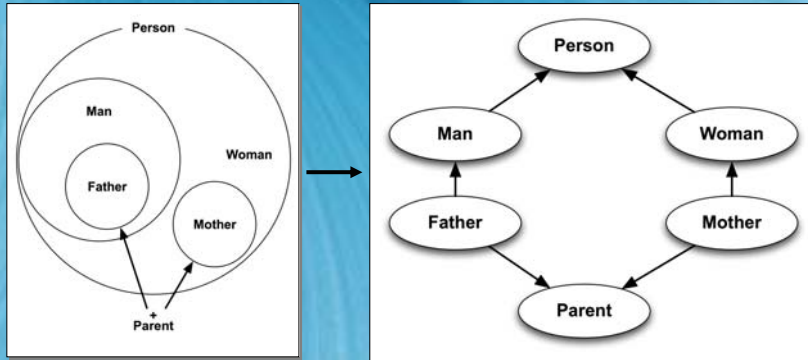 Person
Man
Woman
Father
Mother
+
Parent
Person
Man
Woman
Father
Mother
Parent